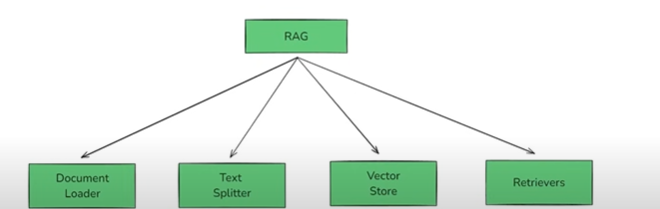 RAG
Document
Loader
Text
Splitter
Vector
Store
Retrievers